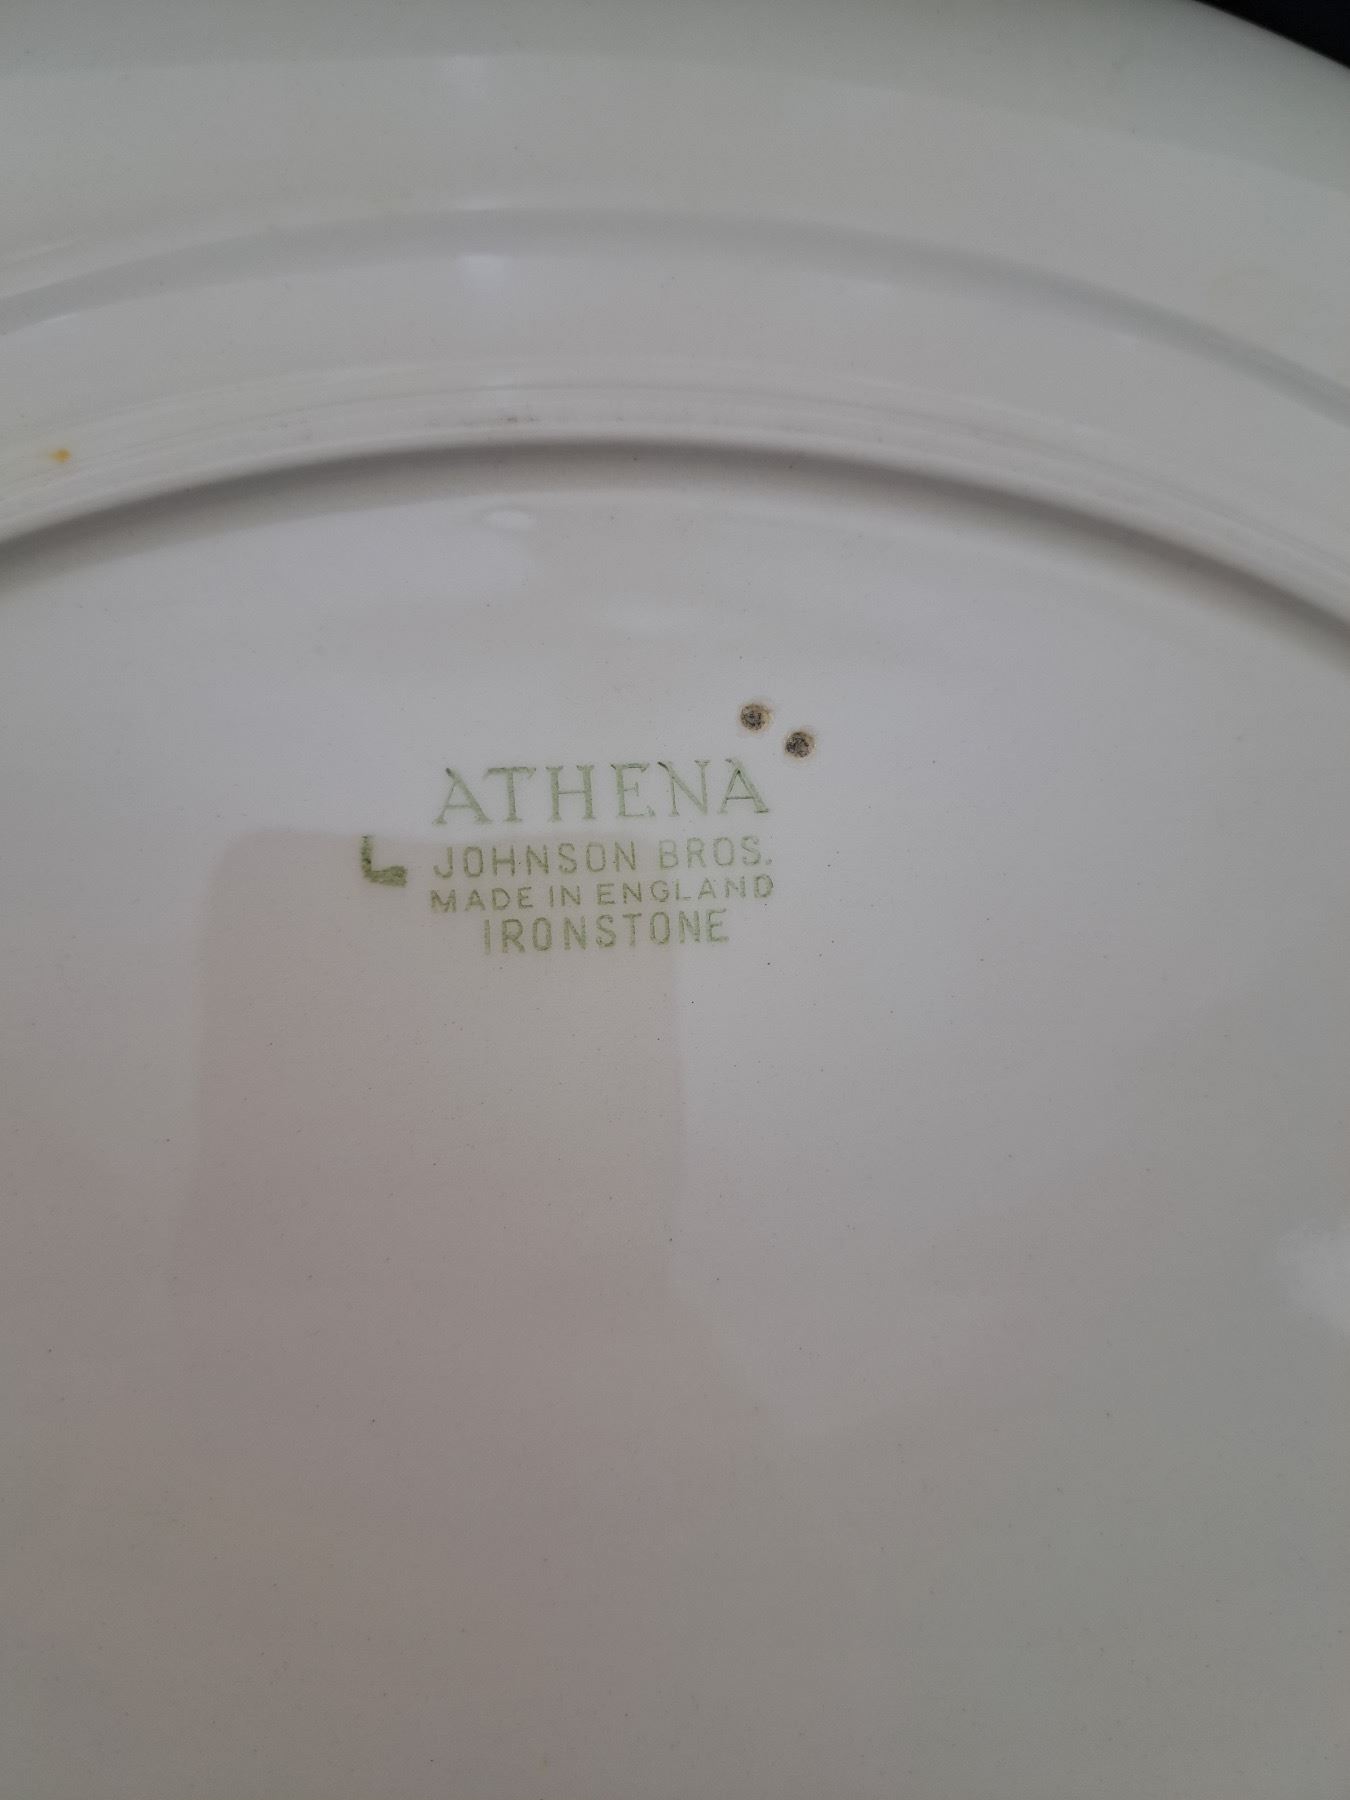 ATHENA
JOHNSON BROS.
MADE IN ENGLAND
IRONSTONE